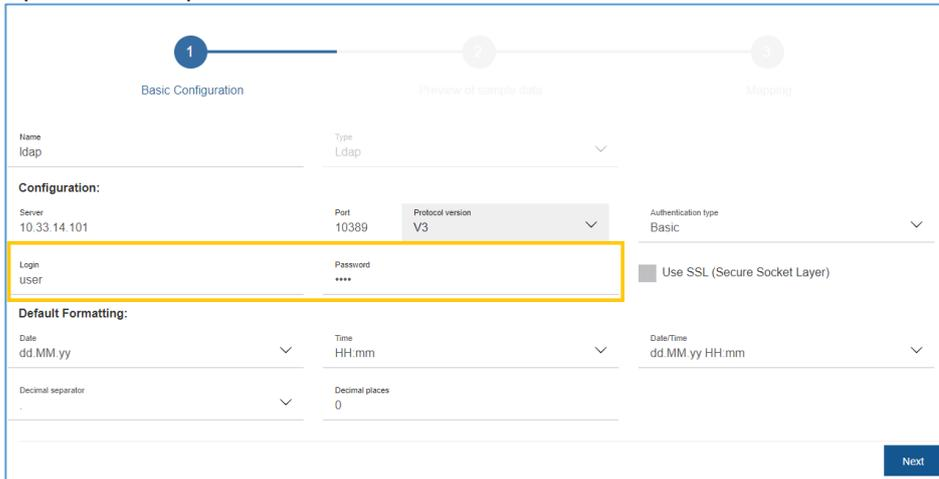 1
2
3
Basic Configuration
Preview of sample data
Mapping
Name
ldap
Type
Ldap
Configuration:
Server
10.33.14.101
Port
10389
Protocol version
V3
Authentication type
Basic
Login
user
Password
••••
Use SSL (Secure Socket Layer)
Default Formatting:
Date
dd.MM.yy
Time
HH:mm
Date/Time
dd.MM.yy HH:mm
Decimal separator
.
Decimal places
0
Next